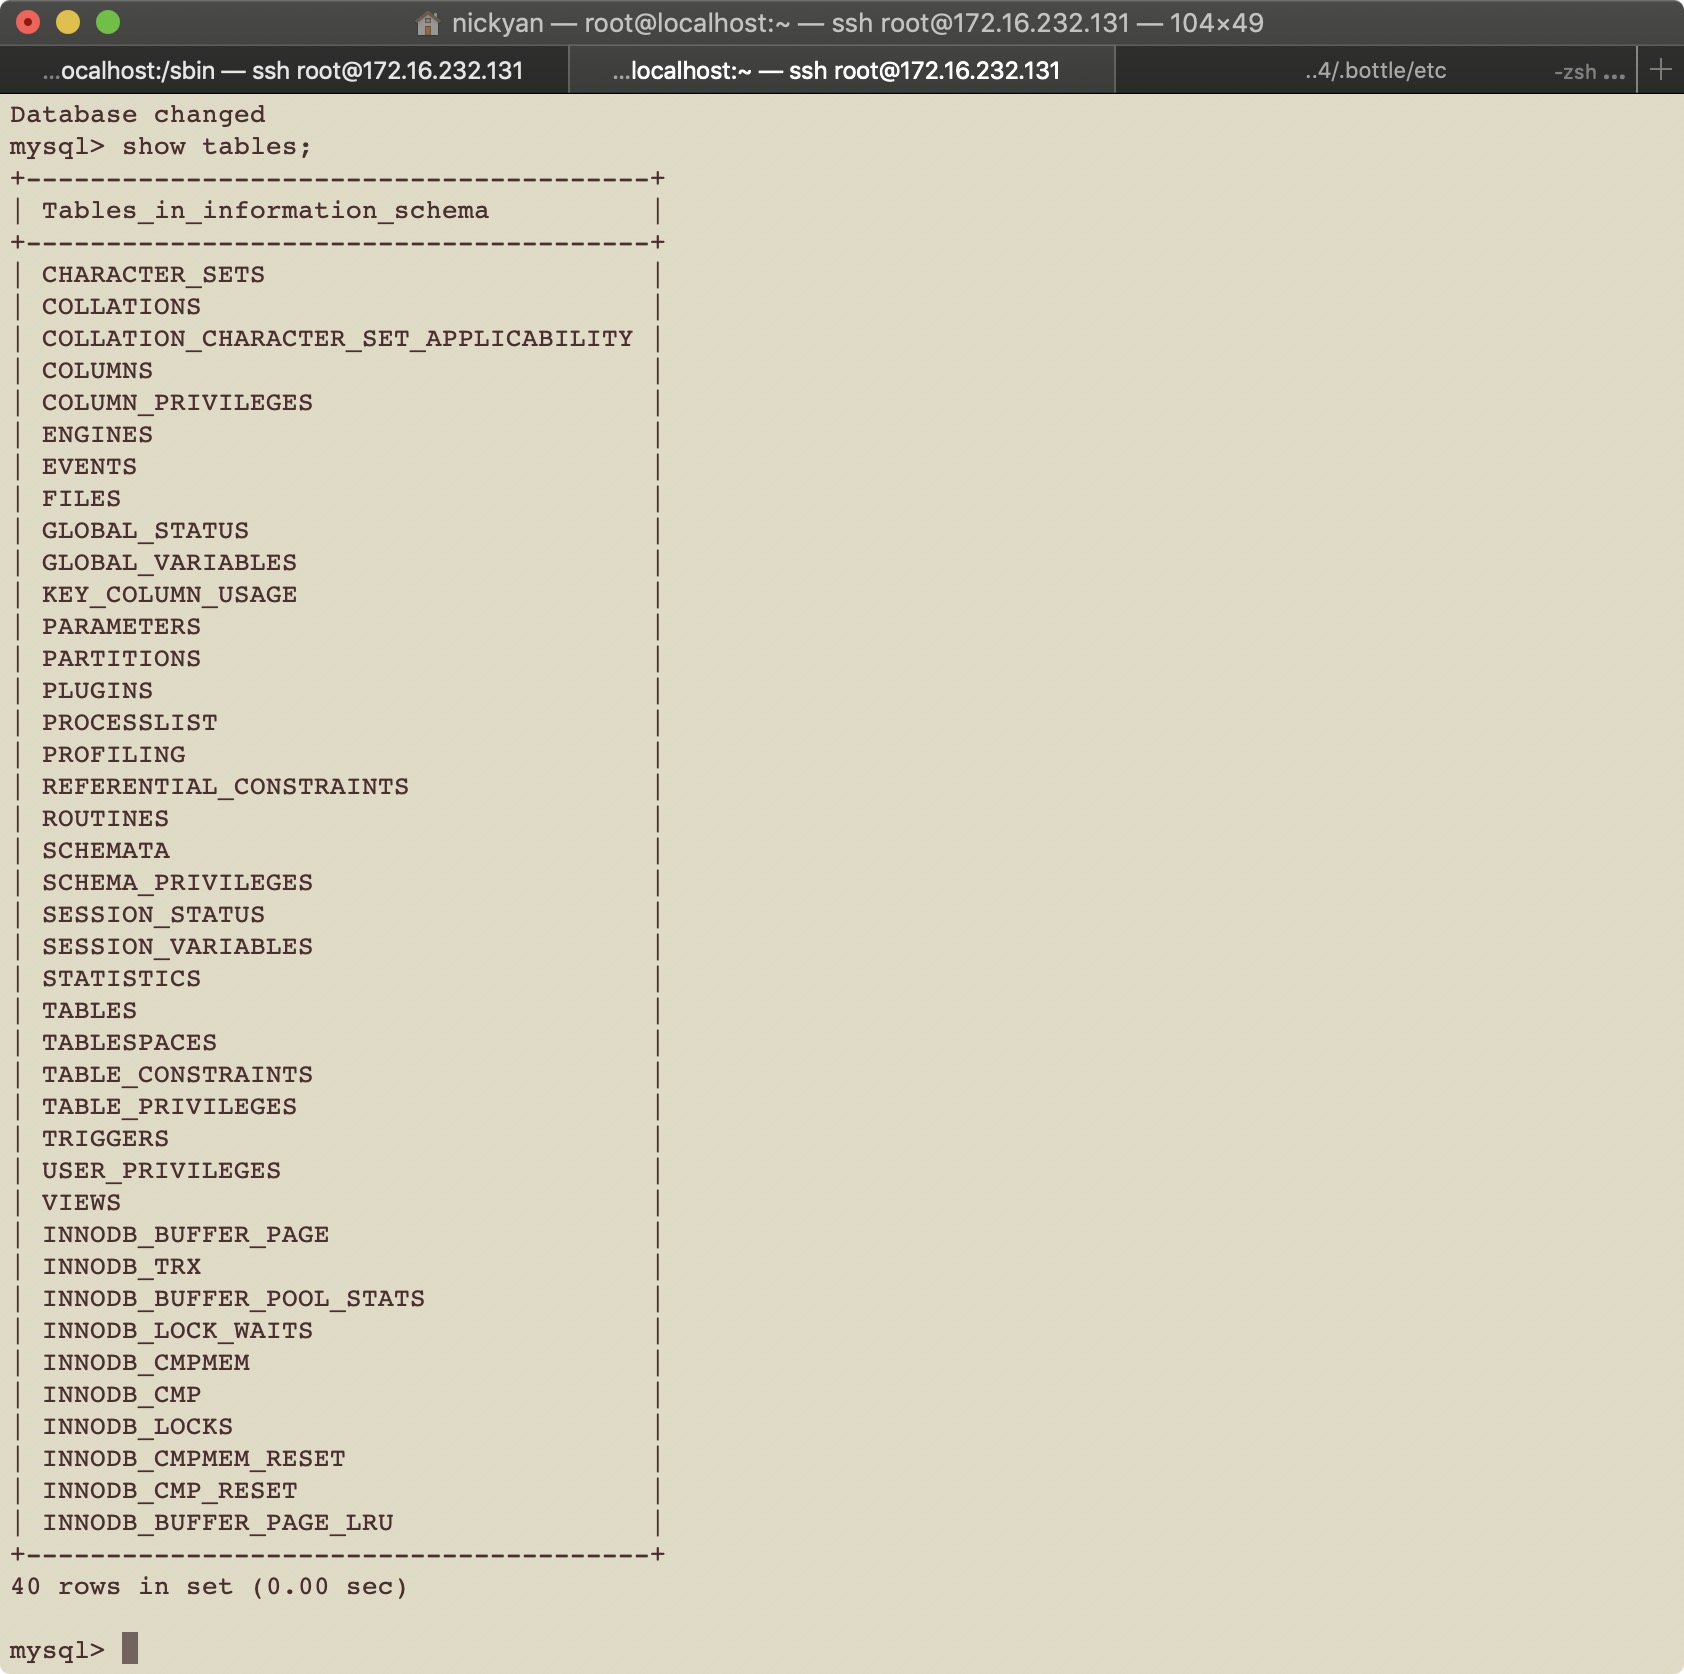 nickyan — root@localhost:~ — ssh root@172.16.232.131 — 104×49
...ocalhost:/sbin — ssh root@172.16.232.131 ...localhost:~ — ssh root@172.16.232.131 ..4/.bottle/etc -zsh ... +
Database changed
mysql> show tables;
+---------------------------------------+
| Tables_in_information_schema          |
+---------------------------------------+
| CHARACTER_SETS                        |
| COLLATIONS                            |
| COLLATION_CHARACTER_SET_APPLICABILITY |
| COLUMNS                               |
| COLUMN_PRIVILEGES                     |
| ENGINES                               |
| EVENTS                                |
| FILES                                 |
| GLOBAL_STATUS                         |
| GLOBAL_VARIABLES                      |
| KEY_COLUMN_USAGE                      |
| PARAMETERS                            |
| PARTITIONS                            |
| PLUGINS                               |
| PROCESSLIST                           |
| PROFILING                             |
| REFERENTIAL_CONSTRAINTS               |
| ROUTINES                              |
| SCHEMATA                              |
| SCHEMA_PRIVILEGES                     |
| SESSION_STATUS                        |
| SESSION_VARIABLES                     |
| STATISTICS                            |
| TABLES                                |
| TABLESPACES                           |
| TABLE_CONSTRAINTS                     |
| TABLE_PRIVILEGES                      |
| TRIGGERS                              |
| USER_PRIVILEGES                       |
| VIEWS                                 |
| INNODB_BUFFER_PAGE                    |
| INNODB_TRX                            |
| INNODB_BUFFER_POOL_STATS              |
| INNODB_LOCK_WAITS                     |
| INNODB_CMPMEM                         |
| INNODB_CMP                            |
| INNODB_LOCKS                          |
| INNODB_CMPMEM_RESET                   |
| INNODB_CMP_RESET                      |
| INNODB_BUFFER_PAGE_LRU                |
+---------------------------------------+
40 rows in set (0.00 sec)
mysql>